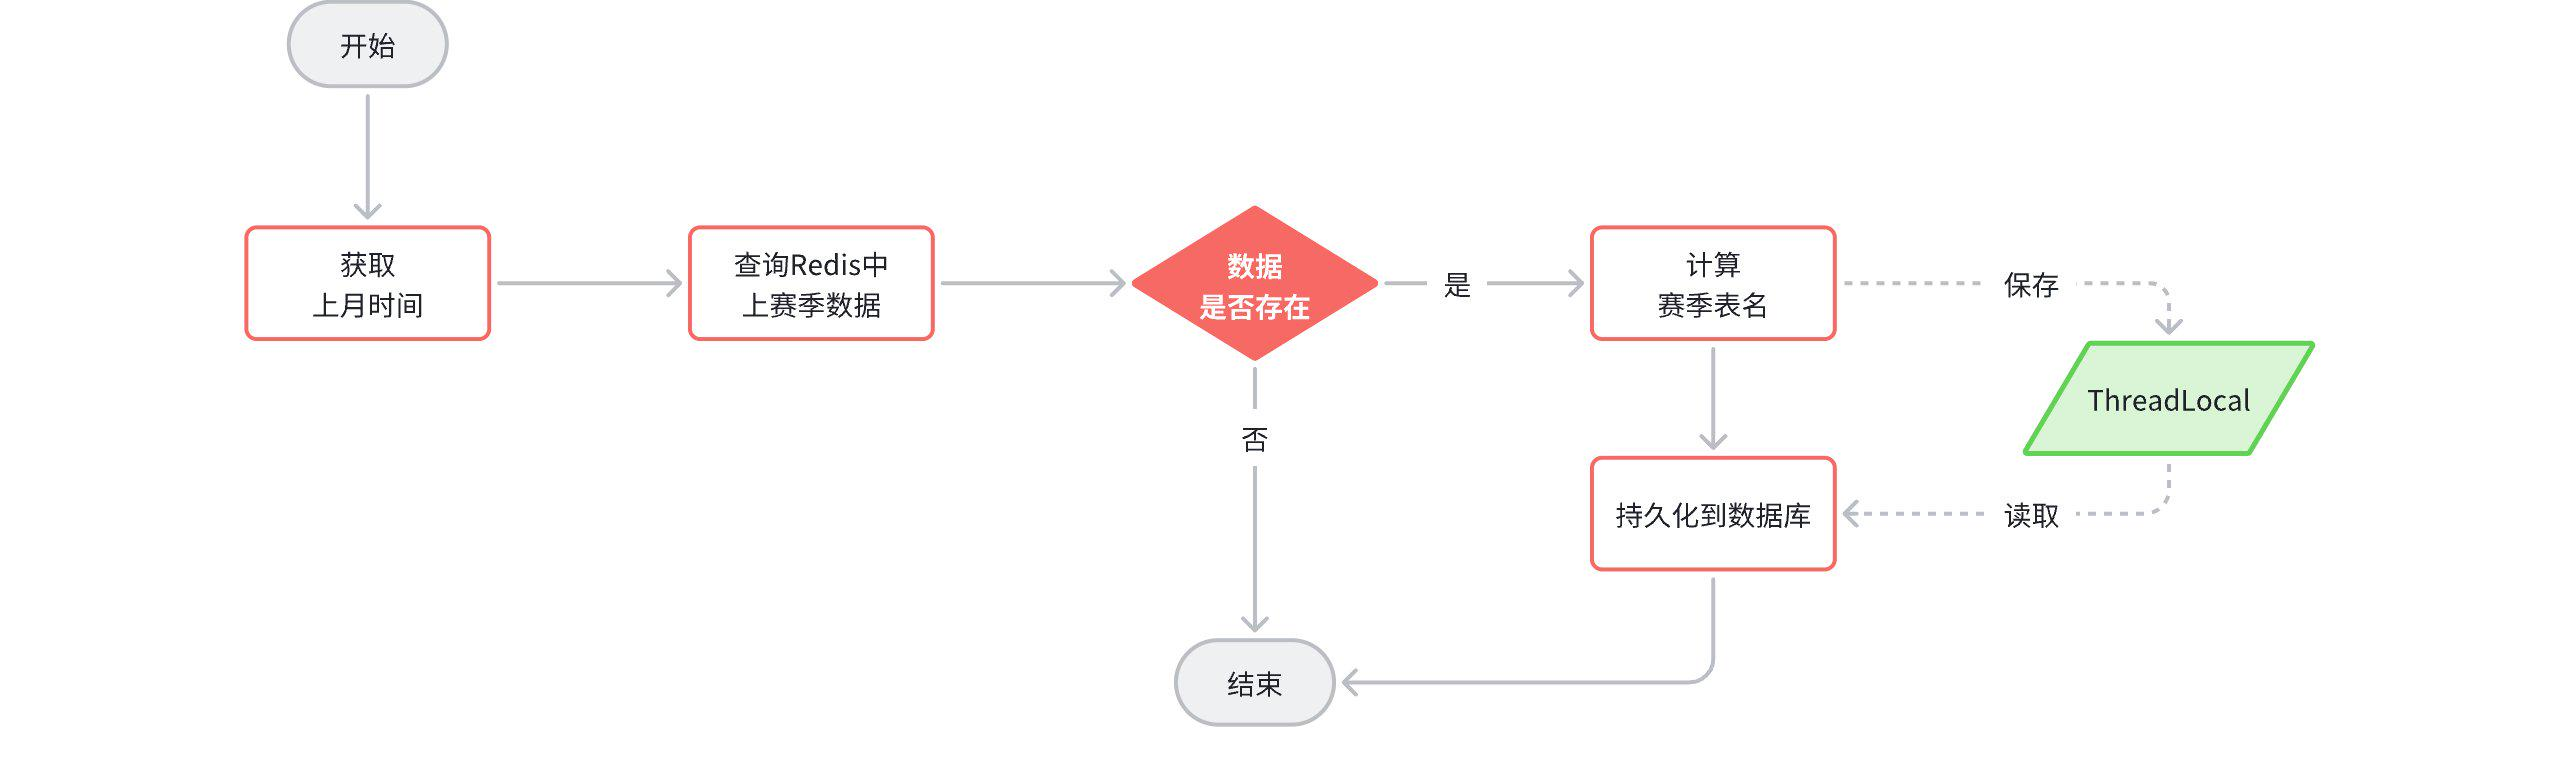 开始
获取
上月时间
查询Redis中
上赛季数据
数据
是否存在
是
计算
赛季表名
保存
ThreadLocal
否
持久化到数据库
读取
结束